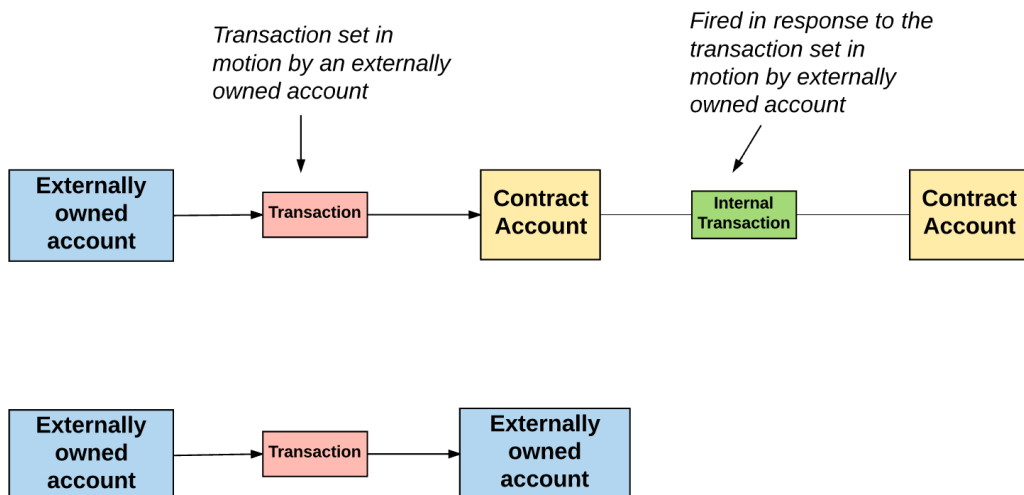 Transaction set in
motion by an externally
owned account
Fired in response to the
transaction set in
motion by externally
owned account
Externally
owned
account
Transaction
Contract
Account
Internal
Transaction
Contract
Account
Externally
owned
account
Transaction
Externally
owned
account